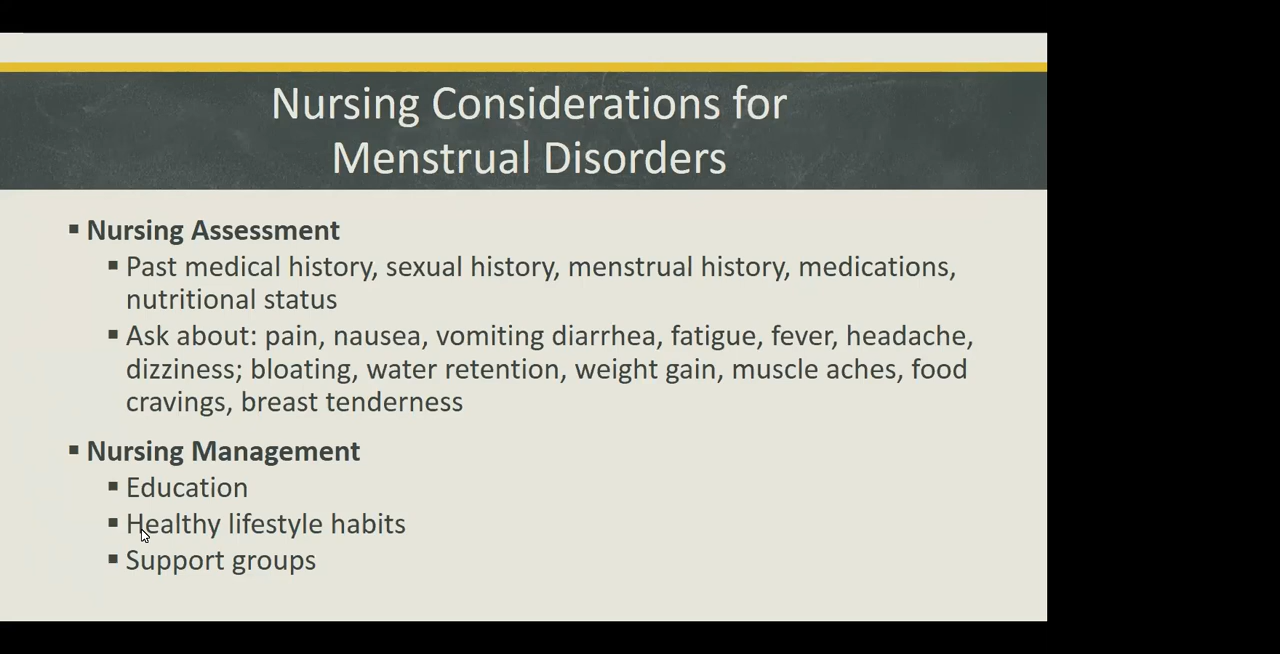 Nursing Considerations for
Menstrual Disorders
▪ Nursing Assessment
▪ Past medical history, sexual history, menstrual history, medications,
nutritional status
▪ Ask about: pain, nausea, vomiting diarrhea, fatigue, fever, headache,
dizziness; bloating, water retention, weight gain, muscle aches, food
cravings, breast tenderness
▪ Nursing Management
▪ Education
▪ Healthy lifestyle habits
▪ Support groups